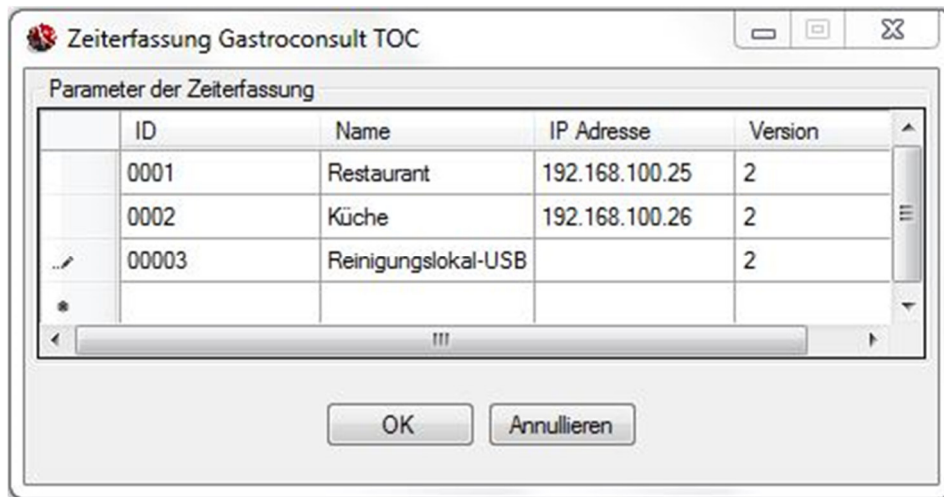 Zeiterfassung Gastroconsult TOC
Parameter der Zeiterfassung
ID Name IP Adresse Version
0001 Restaurant 192.168.100.25 2
0002 Küche 192.168.100.26 2
00003 Reinigungslokal-USB 2
OK Annullieren